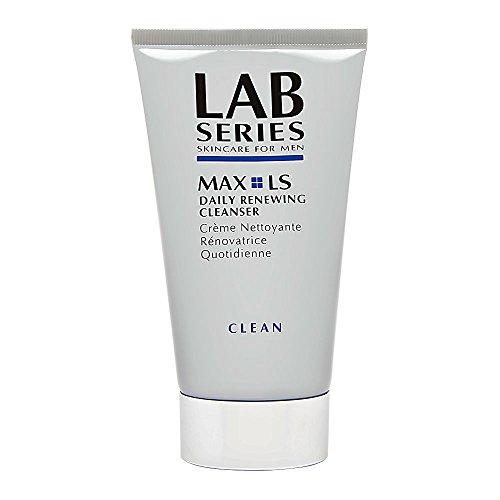 LAB
SERIES
SKINCARE FOR MEN
MAX LS
DAILY RENEWING
CLEANSER
Crème Nettoyante
Rénovatrice
Quotidienne
CLEAN